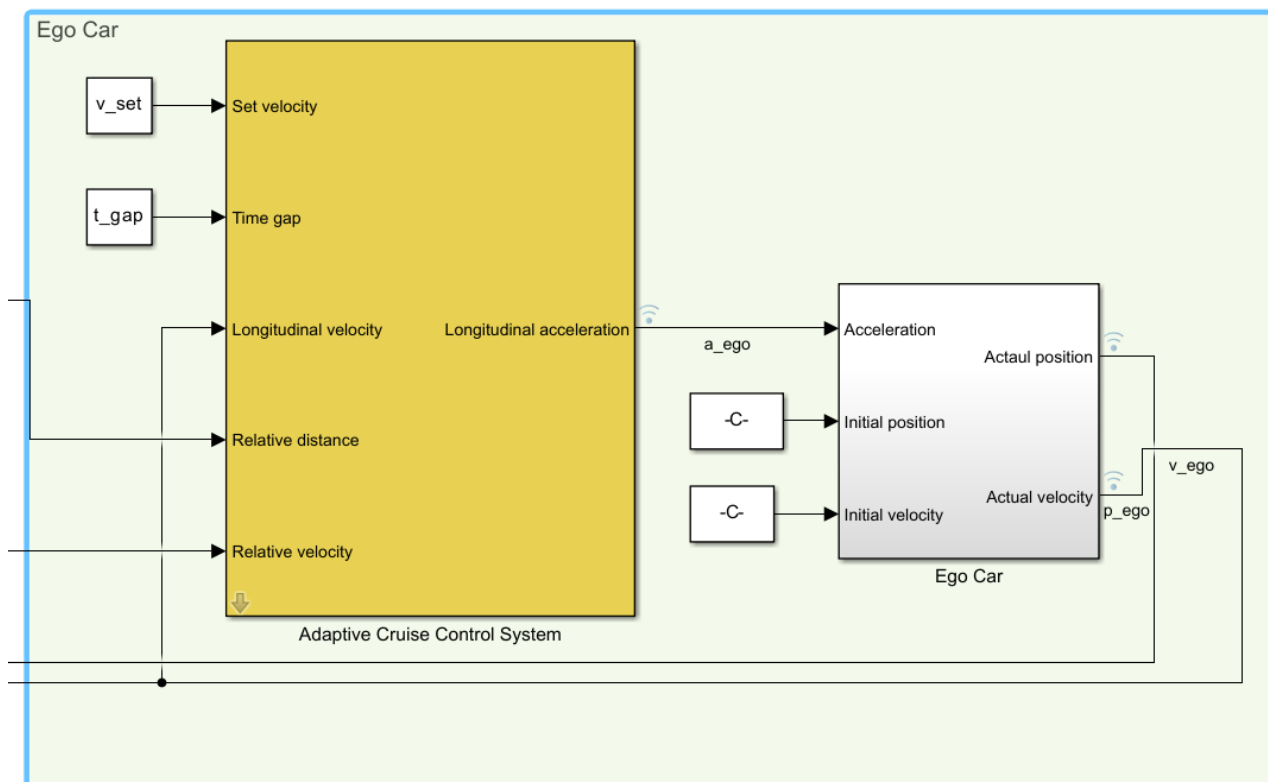 Ego Car
v_set
Set velocity
t_gap
Time gap
Longitudinal velocity
Longitudinal acceleration
a_ego
Acceleration
Actaul position
-C-
Initial position
Relative distance
v_ego
Actual velocity
p_ego
-C-
Initial velocity
Relative velocity
Ego Car
Adaptive Cruise Control System